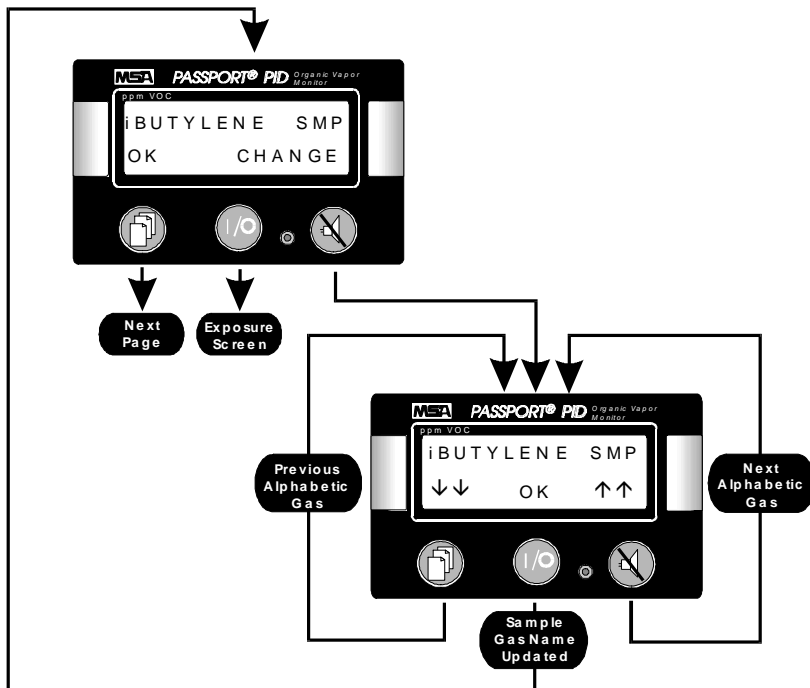 MSA PASSPORT® PID Organic Vapor Monitor
ppm VOC
iBUTYLENE SMP
OK CHANGE
I/O
Next
Page
Exposure
Screen
MSA PASSPORT® PID Organic Vapor Monitor
ppm VOC
iBUTYLENE SMP
↓↓ OK ↑↑
I/O
Previous
Alphabetic
Gas
Next
Alphabetic
Gas
Sample
Gas Name
Updated